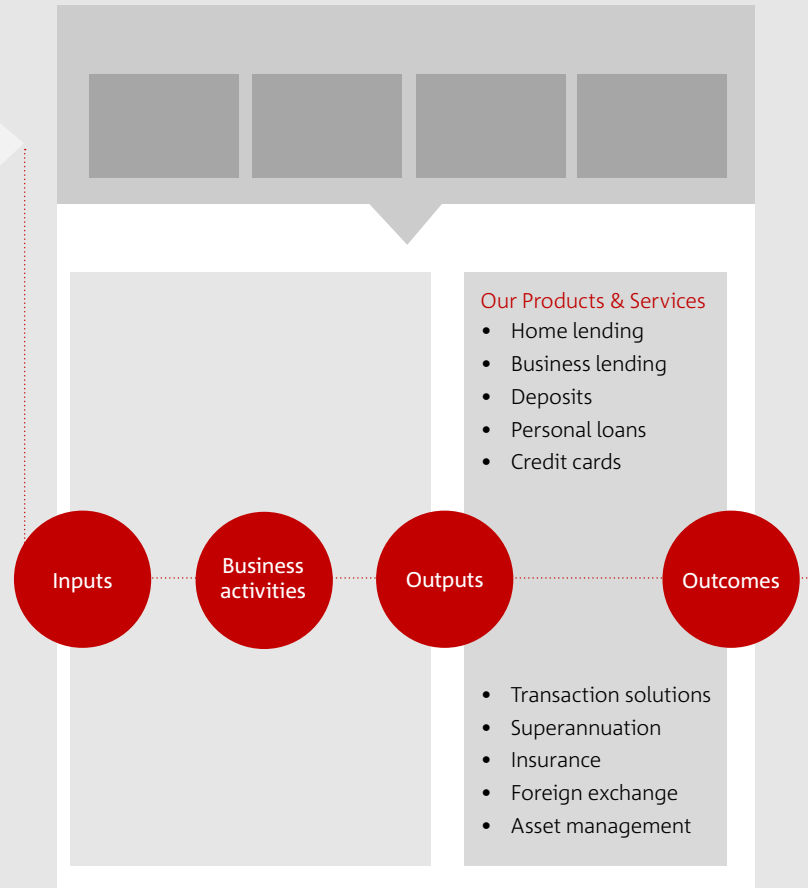 Our Products & Services
• Home lending
• Business lending
• Deposits
• Personal loans
• Credit cards
Inputs
Business
activities
Outputs
Outcomes
• Transaction solutions
• Superannuation
• Insurance
• Foreign exchange
• Asset management